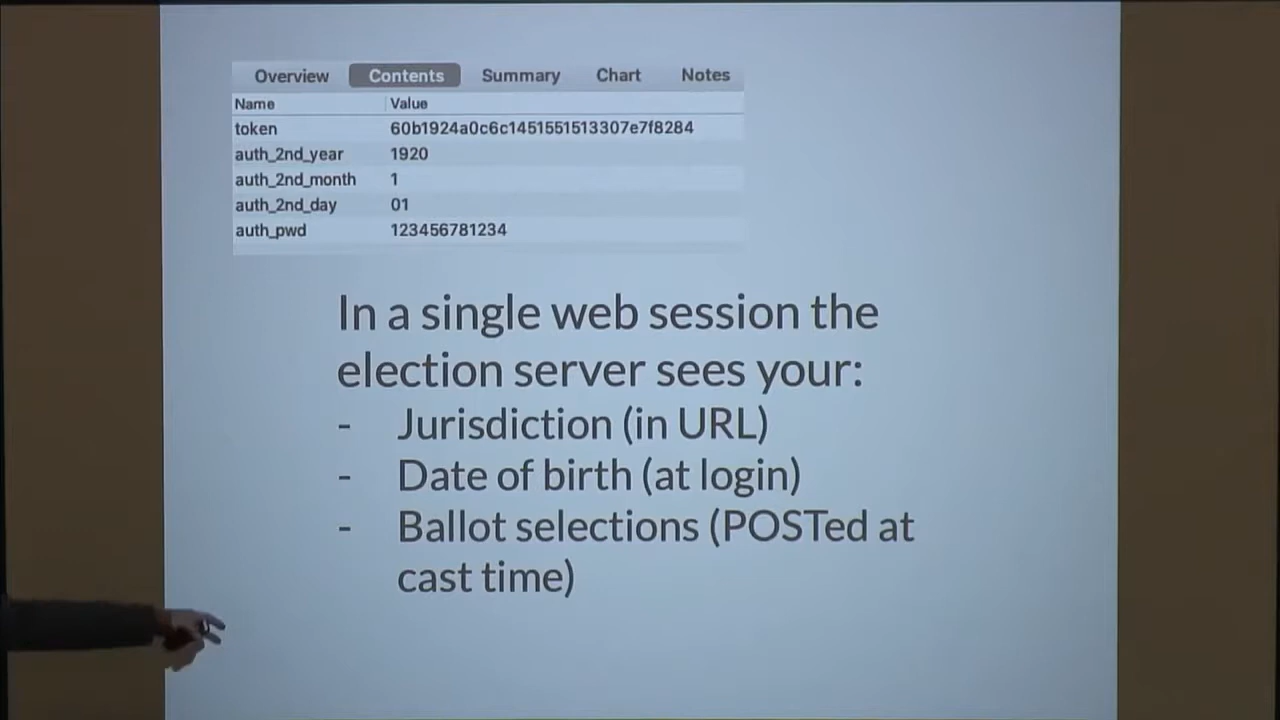 Overview Contents Summary Chart Notes
Name Value
token 60b1924a0c6c1451551513307e7f8284
auth_2nd_year 1920
auth_2nd_month 1
auth_2nd_day 01
auth_pwd 123456781234
In a single web session the
election server sees your:
- Jurisdiction (in URL)
- Date of birth (at login)
- Ballot selections (POSTed at
cast time)